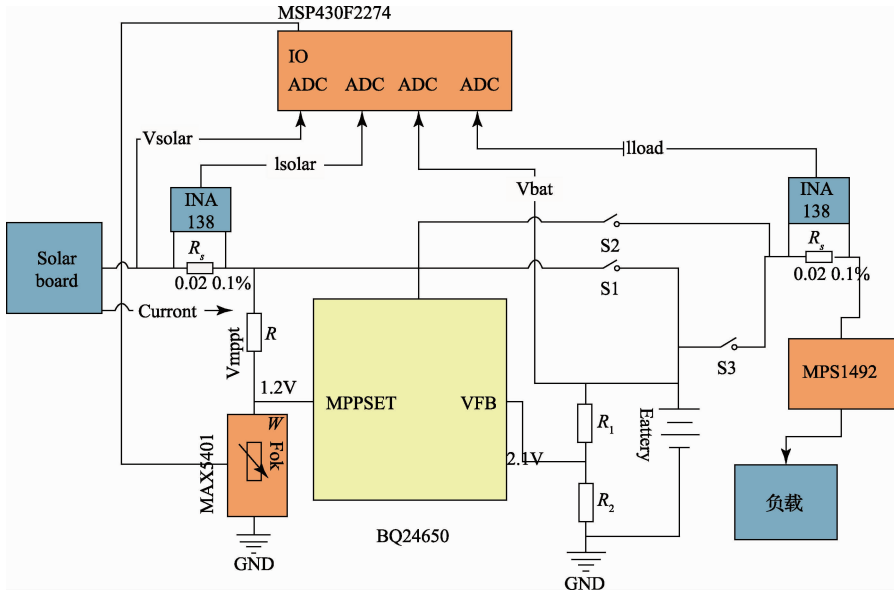 MSP430F2274
IO
ADC ADC ADC ADC
Vsolar
Isolar
Iload
Vbat
INA
138
INA
138
Solar
board
Rs
0.02 0.1%
Rs
0.02 0.1%
S2
S1
S3
Curront
Vmppt
R
1.2V
MPPSET
VFB
W
Fok
MAX5401
GND
BQ24650
2.1V
R1
R2
Eattery
GND
MPS1492
负载